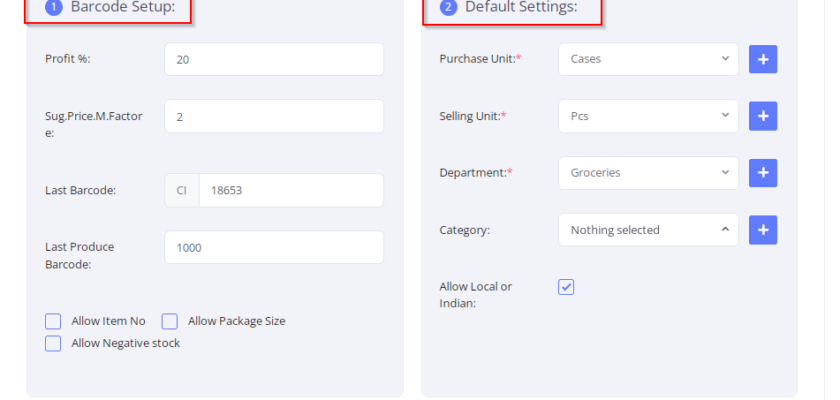 1 Barcode Setup:
Profit %:
20
Sug.Price.M.Factor
e:
2
Last Barcode:
CI
18653
Last Produce
Barcode:
1000
Allow Item No
Allow Package Size
Allow Negative stock
2 Default Settings:
Purchase Unit:*
Cases
+
Selling Unit:*
Pcs
+
Department:*
Groceries
+
Category:
Nothing selected
+
Allow Local or
Indian: